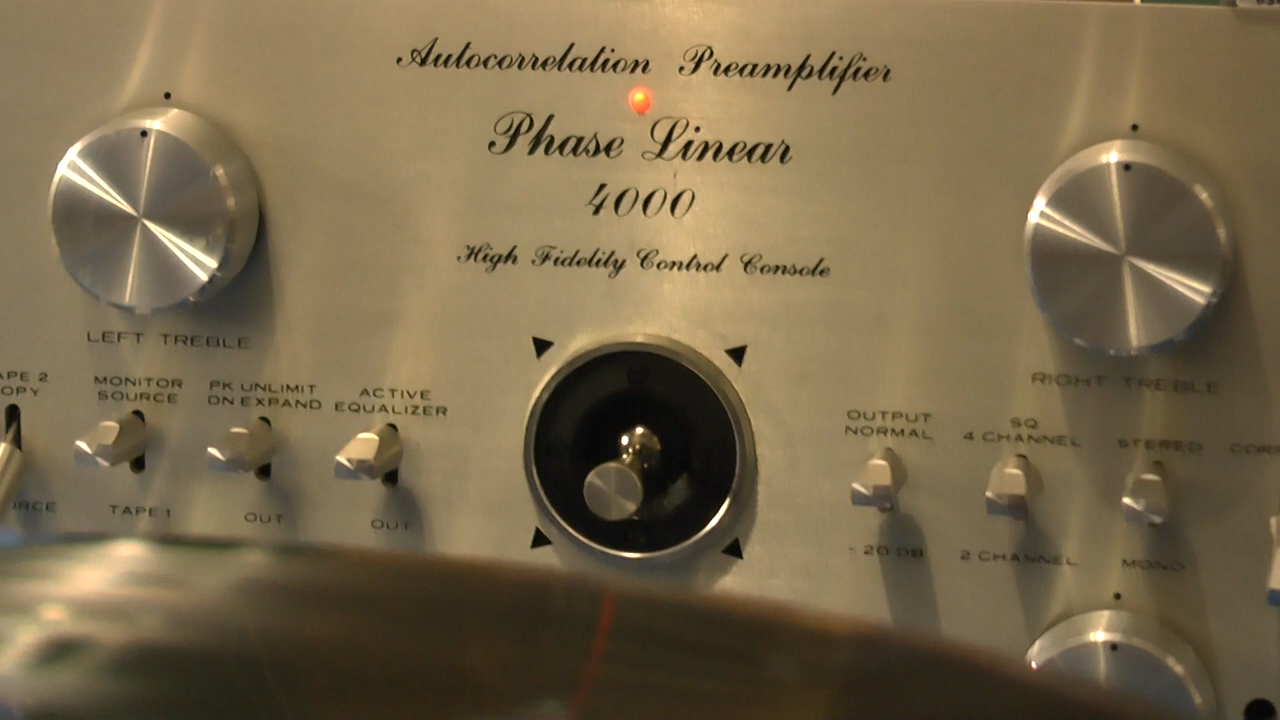 Autocorrelation Preamplifier
Phase Linear
4000
High Fidelity Control Console
LEFT TREBLE
RIGHT TREBLE
MONITOR
SOURCE
TAPE 1
PK UNLIMIT
DN EXPAND
OUT
ACTIVE
EQUALIZER
OUT
OUTPUT
NORMAL
- 20 DB
SQ
4 CHANNEL
2 CHANNEL
STEREO
MONO